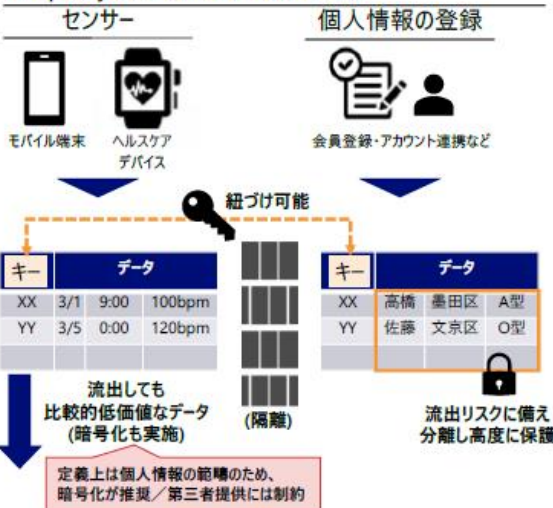 センサー
個人情報の登録
モバイル端末
ヘルスケア
デバイス
会員登録・アカウント連携など
紐づけ可能
キー データ
XX 3/1 9:00 100bpm
YY 3/5 0:00 120bpm
キー データ
XX 高橋 墨田区 A型
YY 佐藤 文京区 O型
流出しても
比較的低価値なデータ
(暗号化も実施)
(隔離)
流出リスクに備え
分離し高度に保護
定義上は個人情報の範疇のため、
暗号化が推奨／第三者提供には制約